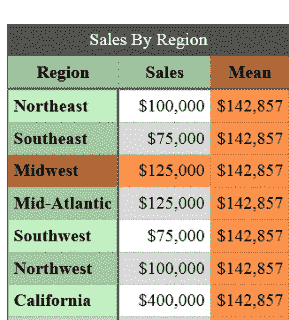 Sales By Region
Region Sales Mean
Northeast $100,000 $142,857
Southeast $75,000 $142,857
Midwest $125,000 $142,857
Mid-Atlantic $125,000 $142,857
Southwest $75,000 $142,857
Northwest $100,000 $142,857
California $400,000 $142,857